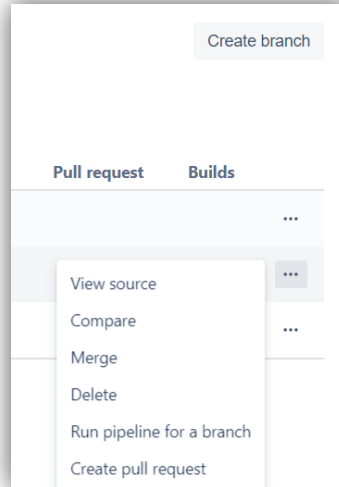 Create branch
Pull request Builds
...
View source
...
Compare
Merge
...
Delete
Run pipeline for a branch
Create pull request